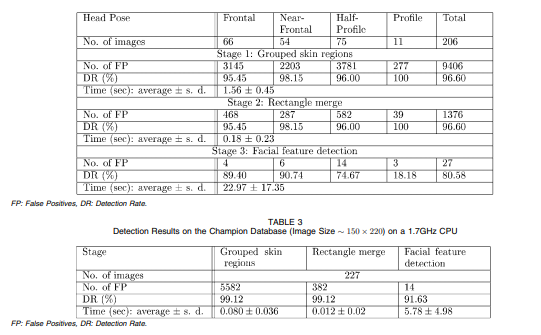 Head Pose Frontal Near-Frontal Half-Profile Profile Total
No. of images 66 54 75 11 206
Stage 1: Grouped skin regions
No. of FP 3145 2203 3781 277 9406
DR (%) 95.45 98.15 96.00 100 96.60
Time (sec): average ± s. d. 1.56 ± 0.45
Stage 2: Rectangle merge
No. of FP 468 287 582 39 1376
DR (%) 95.45 98.15 96.00 100 96.60
Time (sec): average ± s. d. 0.18 ± 0.23
Stage 3: Facial feature detection
No. of FP 4 6 14 3 27
DR (%) 89.40 90.74 74.67 18.18 80.58
Time (sec): average ± s. d. 22.97 ± 17.35
FP: False Positives, DR: Detection Rate.
TABLE 3
Detection Results on the Champion Database (Image Size ∼ 150 × 220) on a 1.7GHz CPU
Stage Grouped skin regions Rectangle merge Facial feature detection
No. of images 227
No. of FP 5582 382 14
DR (%) 99.12 99.12 91.63
Time (sec): average ± s. d. 0.080 ± 0.036 0.012 ± 0.02 5.78 ± 4.98
FP: False Positives, DR: Detection Rate.